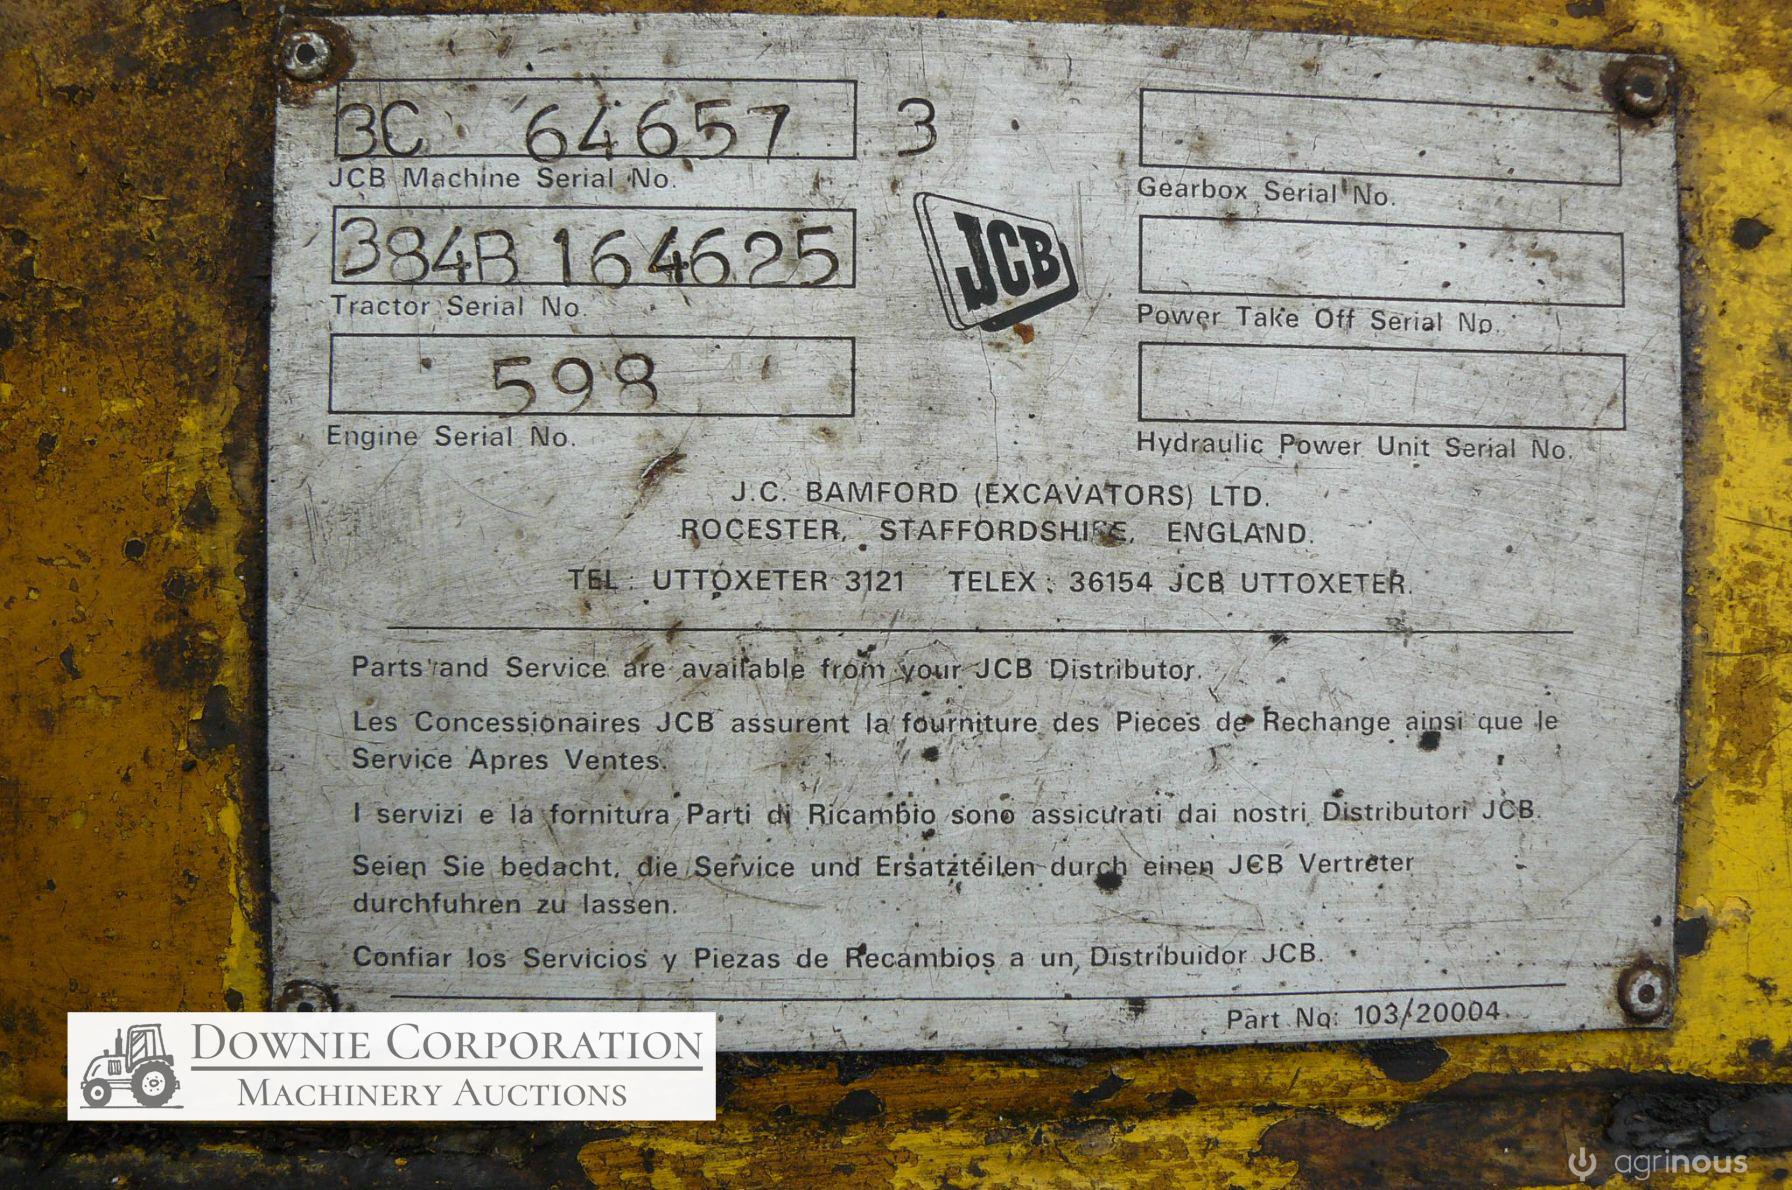 3C 64657 3
JCB Machine Serial No.
384B 164625
Tractor Serial No.
598
Engine Serial No.
JCB
Gearbox Serial No.
Power Take Off Serial No.
Hydraulic Power Unit Serial No.
J.C. BAMFORD (EXCAVATORS) LTD.
ROCESTER, STAFFORDSHIRE, ENGLAND.
TEL: UTTOXETER 3121 TELEX: 36154 JCB UTTOXETER.
Parts and Service are available from your JCB Distributor.
Les Concessionaires JCB assurent la fourniture des Pieces de Rechange ainsi que le
Service Apres Ventes.
I servizi e la fornitura Parti di Ricambio sono assicurati dai nostri Distributori JCB.
Seien Sie bedacht, die Service und Ersatzteilen durch einen JCB Vertreter
durchfuhren zu lassen.
Confiar los Servicios y Piezas de Recambios a un Distribuidor JCB.
Part No: 103/20004
DOWNIE CORPORATION
MACHINERY AUCTIONS
agrinous